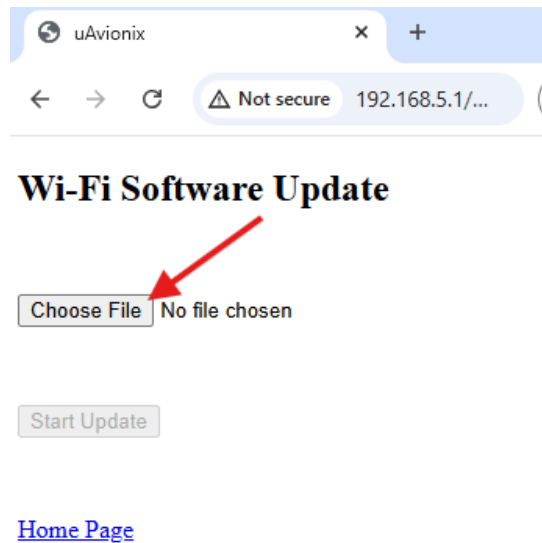 uAvionix
Not secure 192.168.5.1/...
Wi-Fi Software Update
Choose File No file chosen
Start Update
Home Page